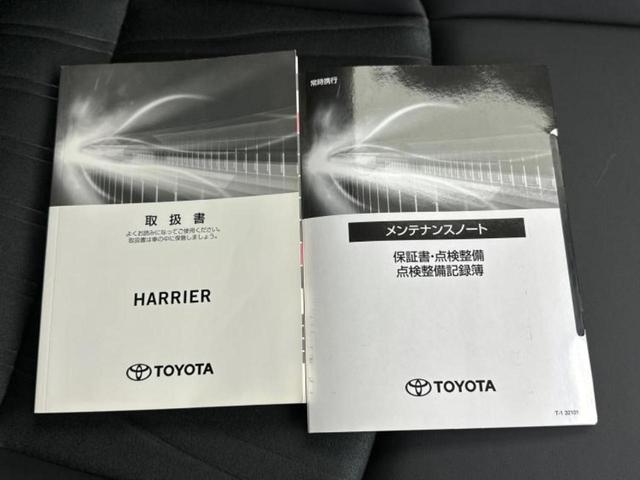 取扱書
よくお読みになってご使用ください。
取扱書は車の中に保管しましょう。
HARRIER
TOYOTA
常時携行
メンテナンスノート
保証書・点検整備
点検整備記録簿
TOYOTA
T-1 32101